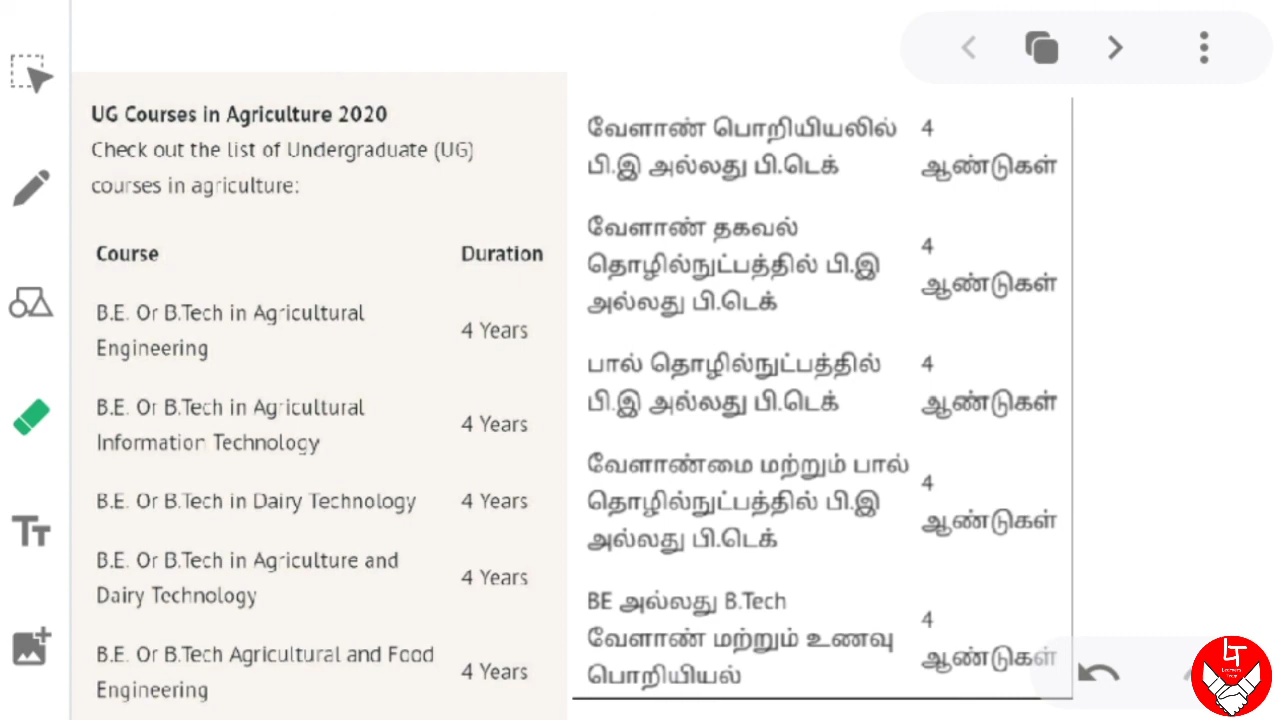 UG Courses in Agriculture 2020
Check out the list of Undergraduate (UG)
courses in agriculture:
Course Duration
B.E. Or B.Tech in Agricultural
Engineering
4 Years
B.E. Or B.Tech in Agricultural
Information Technology
4 Years
B.E. Or B.Tech in Dairy Technology 4 Years
B.E. Or B.Tech in Agriculture and
Dairy Technology
4 Years
B.E. Or B.Tech Agricultural and Food
Engineering
4 Years
வேளாண் பொறியியலில் 4
பி.இ அல்லது பி.டெக் ஆண்டுகள்
வேளாண் தகவல்
தொழில்நுட்பத்தில் பி.இ
அல்லது பி.டெக்
4
ஆண்டுகள்
பால் தொழில்நுட்பத்தில் 4
பி.இ அல்லது பி.டெக் ஆண்டுகள்
வேளாண்மை மற்றும் பால்
தொழில்நுட்பத்தில் பி.இ
அல்லது பி.டெக்
4
ஆண்டுகள்
BE அல்லது B.Tech
வேளாண் மற்றும் உணவு
பொறியியல்
4
ஆண்டுகள்
TT
LT
Learners
Team